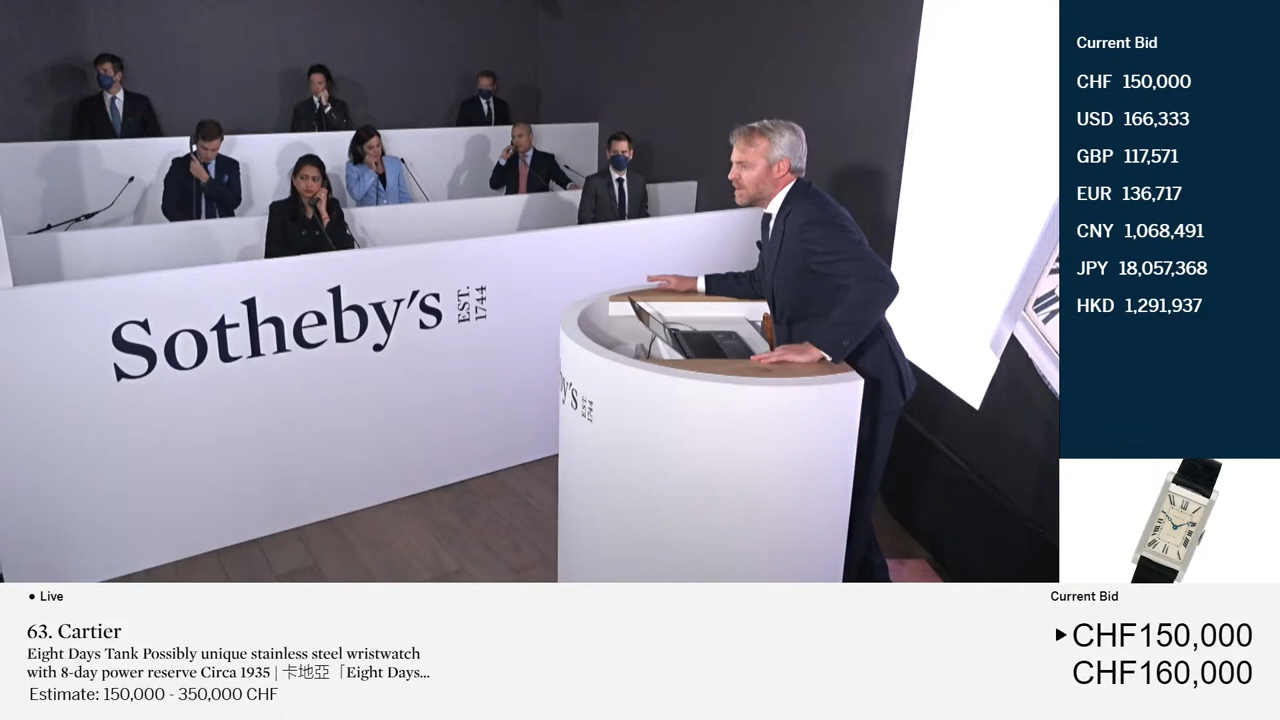 Sotheby's
EST.
1744
y's
EST.
1744
Current Bid
CHF 150,000
USD 166,333
GBP 117,571
EUR 136,717
CNY 1,068,491
JPY 18,057,368
HKD 1,291,937
• Live
63. Cartier
Eight Days Tank Possibly unique stainless steel wristwatch
with 8-day power reserve Circa 1935 | 卡地亞「Eight Days...
Estimate: 150,000 - 350,000 CHF
Current Bid
CHF150,000
CHF160,000